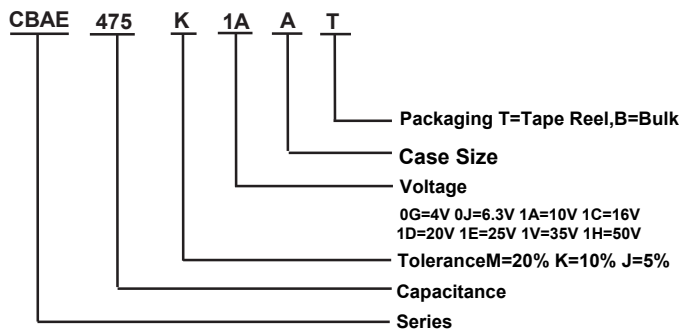 CBAE 475 K 1A A T
Packaging T=Tape Reel,B=Bulk
Case Size
Voltage
0G=4V 0J=6.3V 1A=10V 1C=16V
1D=20V 1E=25V 1V=35V 1H=50V
ToleranceM=20% K=10% J=5%
Capacitance
Series